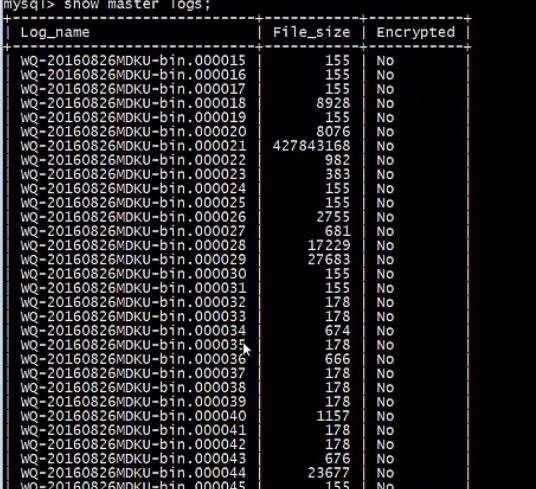 mysql> show master logs;
+---------------------------+-----------+-----------+
| Log_name | File_size | Encrypted |
+---------------------------+-----------+-----------+
| WQ-20160826MDKU-bin.000015 | 155 | No |
| WQ-20160826MDKU-bin.000016 | 155 | No |
| WQ-20160826MDKU-bin.000017 | 155 | No |
| WQ-20160826MDKU-bin.000018 | 8928 | No |
| WQ-20160826MDKU-bin.000019 | 155 | No |
| WQ-20160826MDKU-bin.000020 | 8076 | No |
| WQ-20160826MDKU-bin.000021 | 427843168 | No |
| WQ-20160826MDKU-bin.000022 | 982 | No |
| WQ-20160826MDKU-bin.000023 | 383 | No |
| WQ-20160826MDKU-bin.000024 | 155 | No |
| WQ-20160826MDKU-bin.000025 | 155 | No |
| WQ-20160826MDKU-bin.000026 | 2755 | No |
| WQ-20160826MDKU-bin.000027 | 681 | No |
| WQ-20160826MDKU-bin.000028 | 17229 | No |
| WQ-20160826MDKU-bin.000029 | 27683 | No |
| WQ-20160826MDKU-bin.000030 | 155 | No |
| WQ-20160826MDKU-bin.000031 | 155 | No |
| WQ-20160826MDKU-bin.000032 | 178 | No |
| WQ-20160826MDKU-bin.000033 | 178 | No |
| WQ-20160826MDKU-bin.000034 | 674 | No |
| WQ-20160826MDKU-bin.000035 | 178 | No |
| WQ-20160826MDKU-bin.000036 | 666 | No |
| WQ-20160826MDKU-bin.000037 | 178 | No |
| WQ-20160826MDKU-bin.000038 | 178 | No |
| WQ-20160826MDKU-bin.000039 | 178 | No |
| WQ-20160826MDKU-bin.000040 | 1157 | No |
| WQ-20160826MDKU-bin.000041 | 178 | No |
| WQ-20160826MDKU-bin.000042 | 178 | No |
| WQ-20160826MDKU-bin.000043 | 676 | No |
| WQ-20160826MDKU-bin.000044 | 23677 | No |
| WQ-20160826MDKU-bin.000045 | 155 | No |